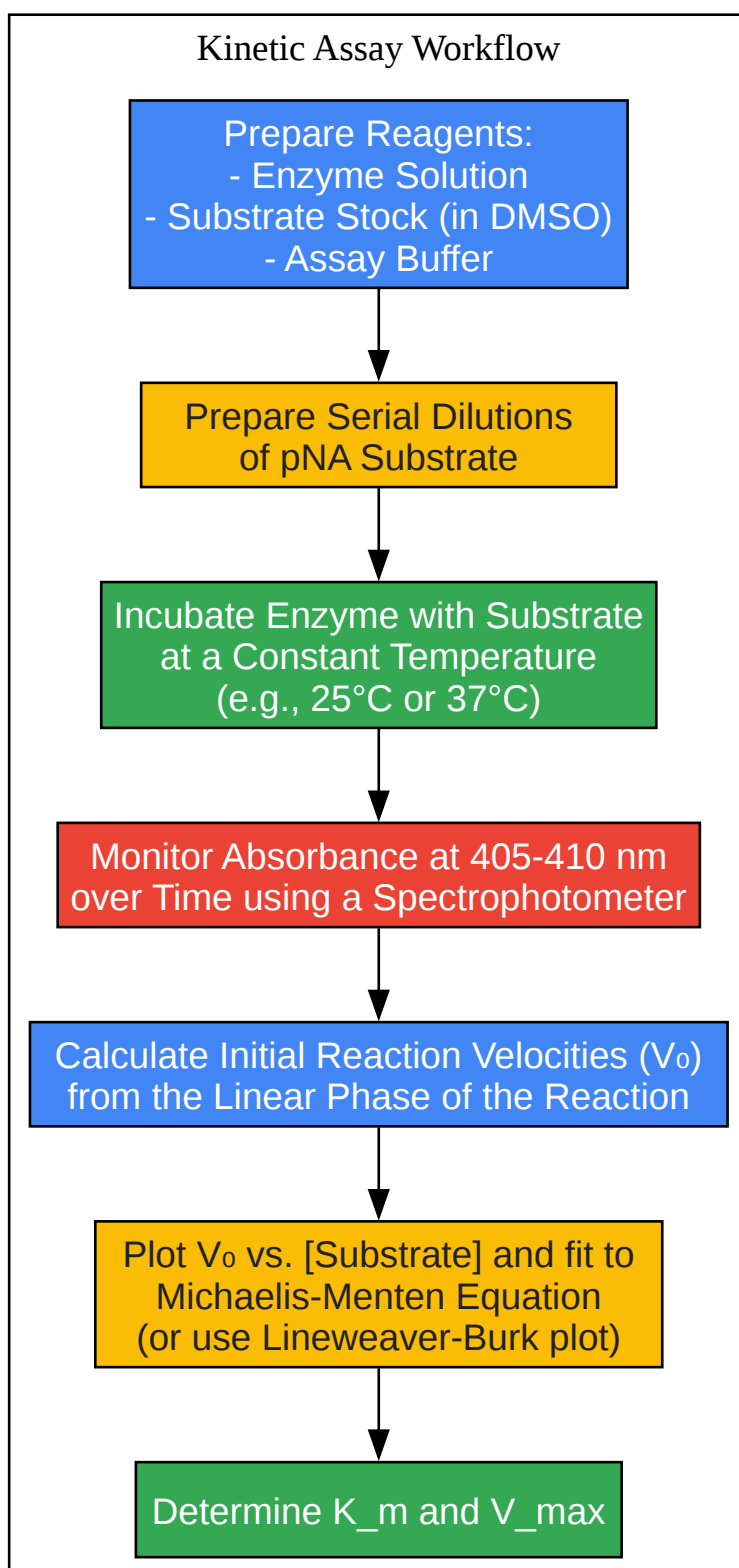 Kinetic Assay Workflow
Prepare Reagents:
- Enzyme Solution
- Substrate Stock (in DMSO)
- Assay Buffer
Prepare Serial Dilutions
of pNA Substrate
Incubate Enzyme with Substrate
at a Constant Temperature
(e.g., 25°C or 37°C)
Monitor Absorbance at 405-410 nm
over Time using a Spectrophotometer
Calculate Initial Reaction Velocities (V₀)
from the Linear Phase of the Reaction
Plot V₀ vs. [Substrate] and fit to
Michaelis-Menten Equation
(or use Lineweaver-Burk plot)
Determine K_m and V_max